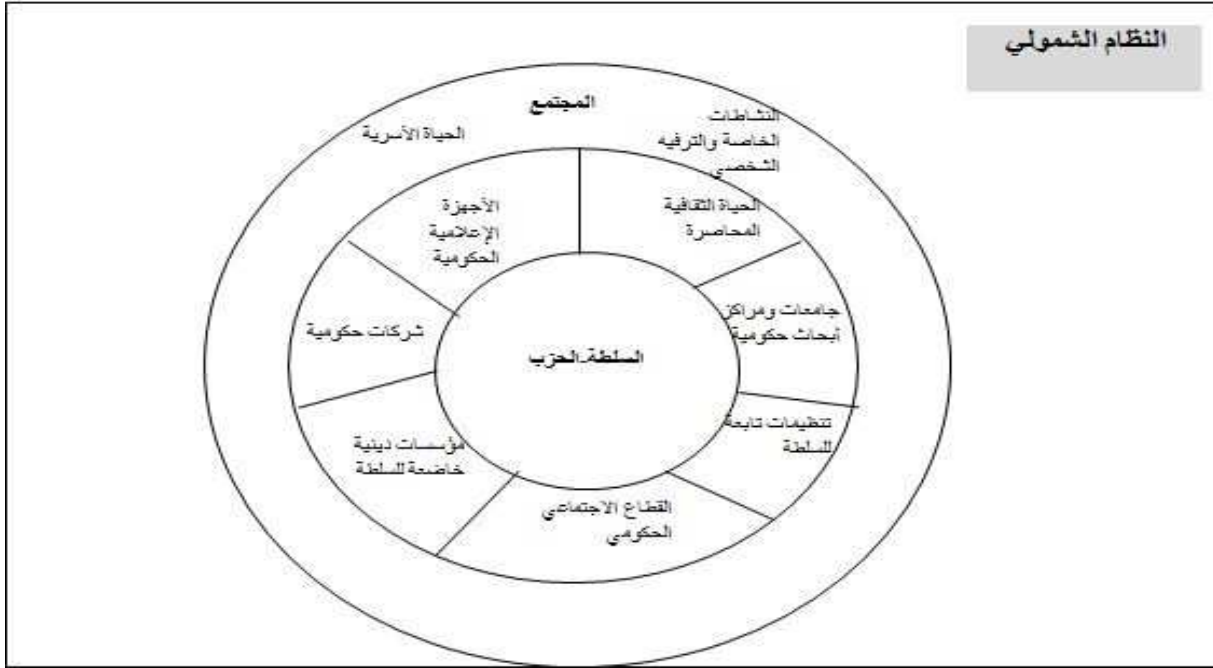 النظام الشمولي
المجتمع
النشاطات
الخاصة والترفيه
الشخصي
الحياة الأسرية
الحياة الثقافية
المحاصرة
الأجهزة
الإعلامية
الحكومية
جامعات ومراكز
أبحاث حكومية
شركات حكومية
السلطة-الحزب
تنظيمات تابعة
للسلطة
مؤسسات دينية
خاضعة للسلطة
القطاع الاجتماعي
الحكومي